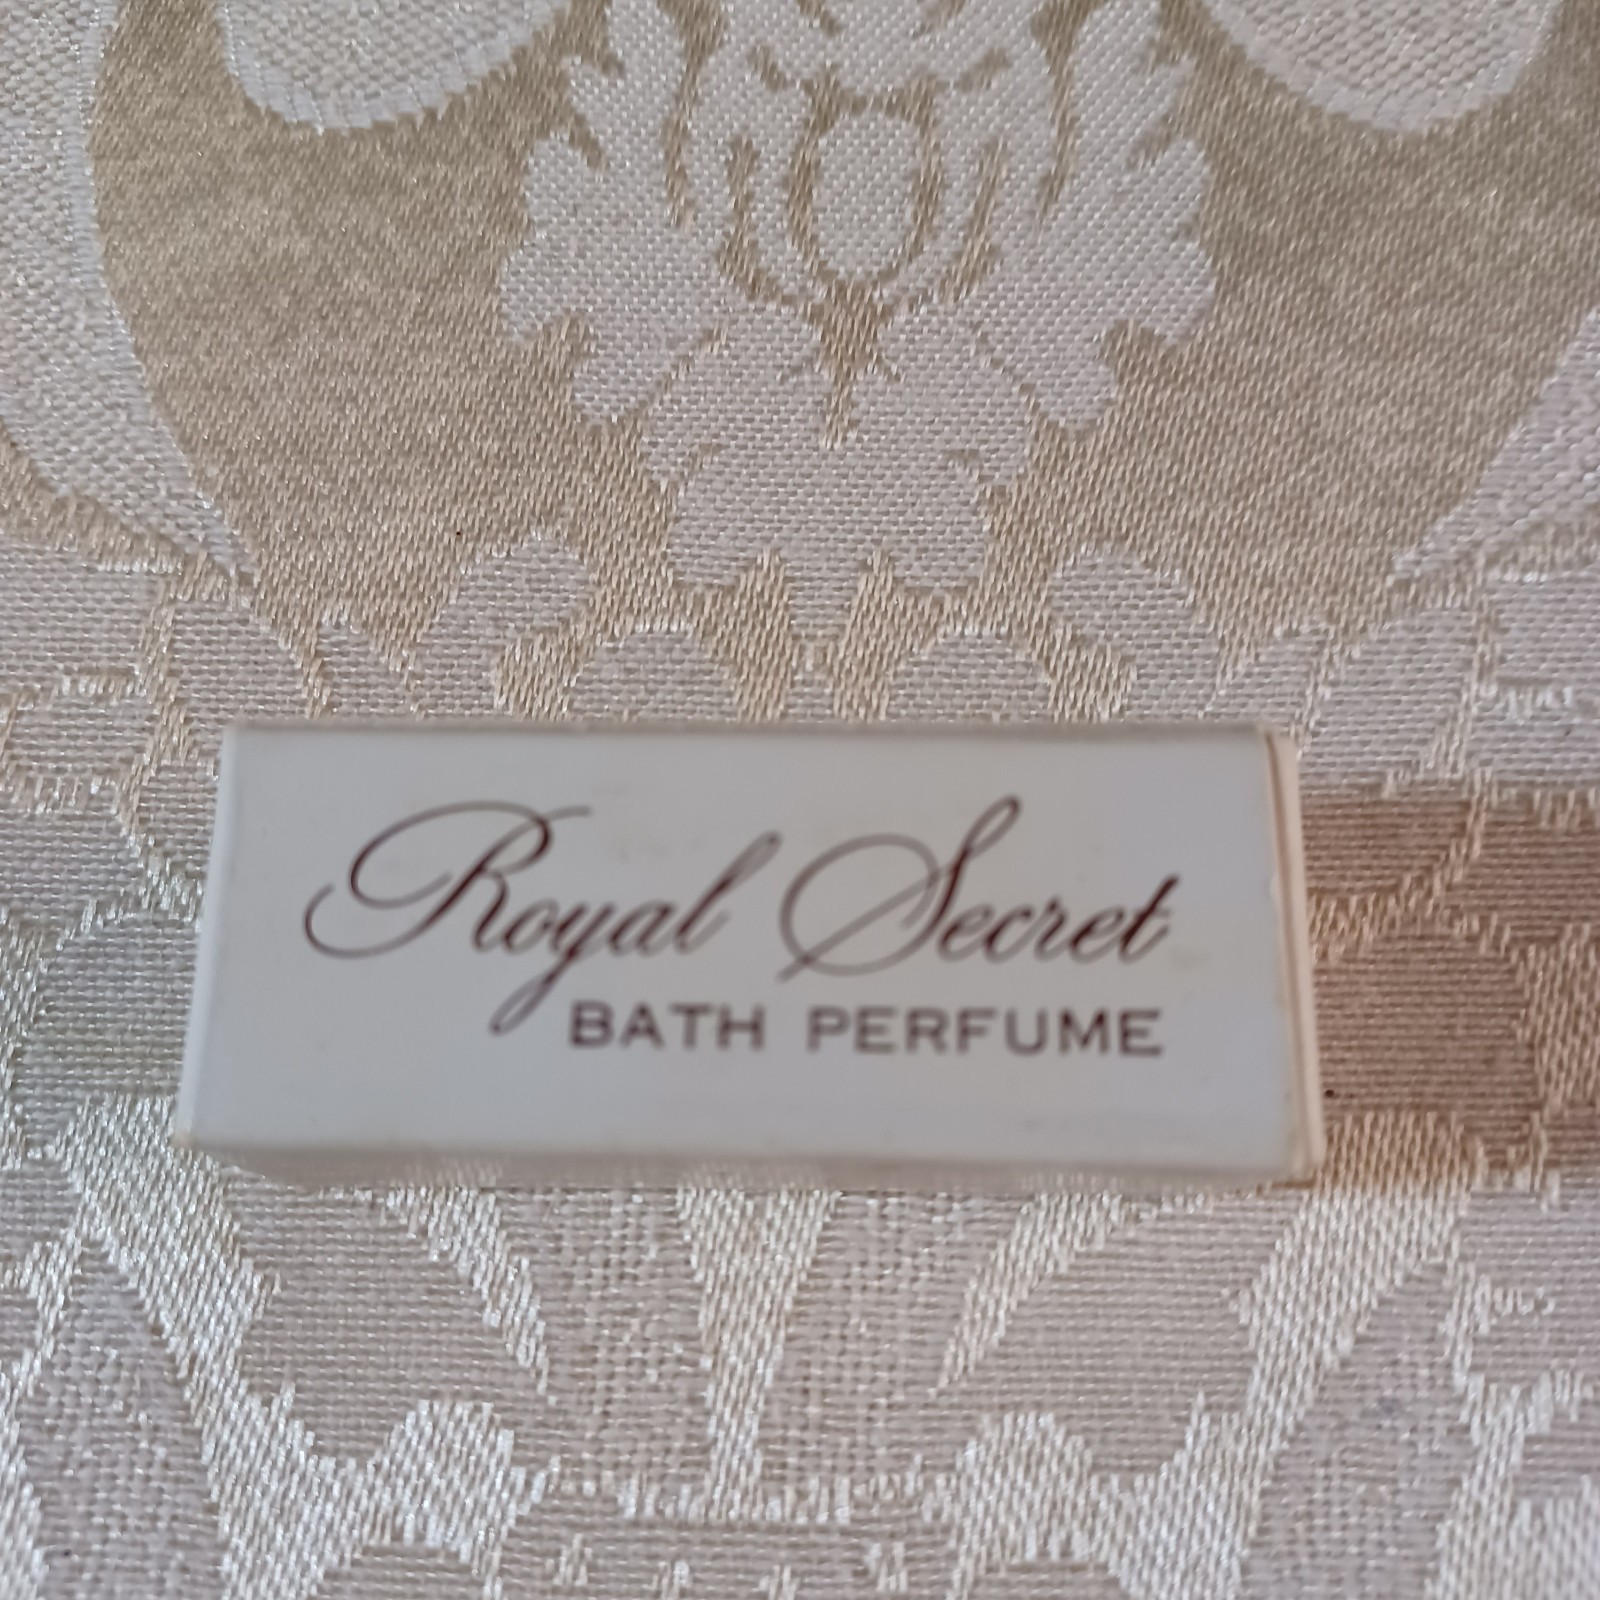 Royal Secret
BATH PERFUME